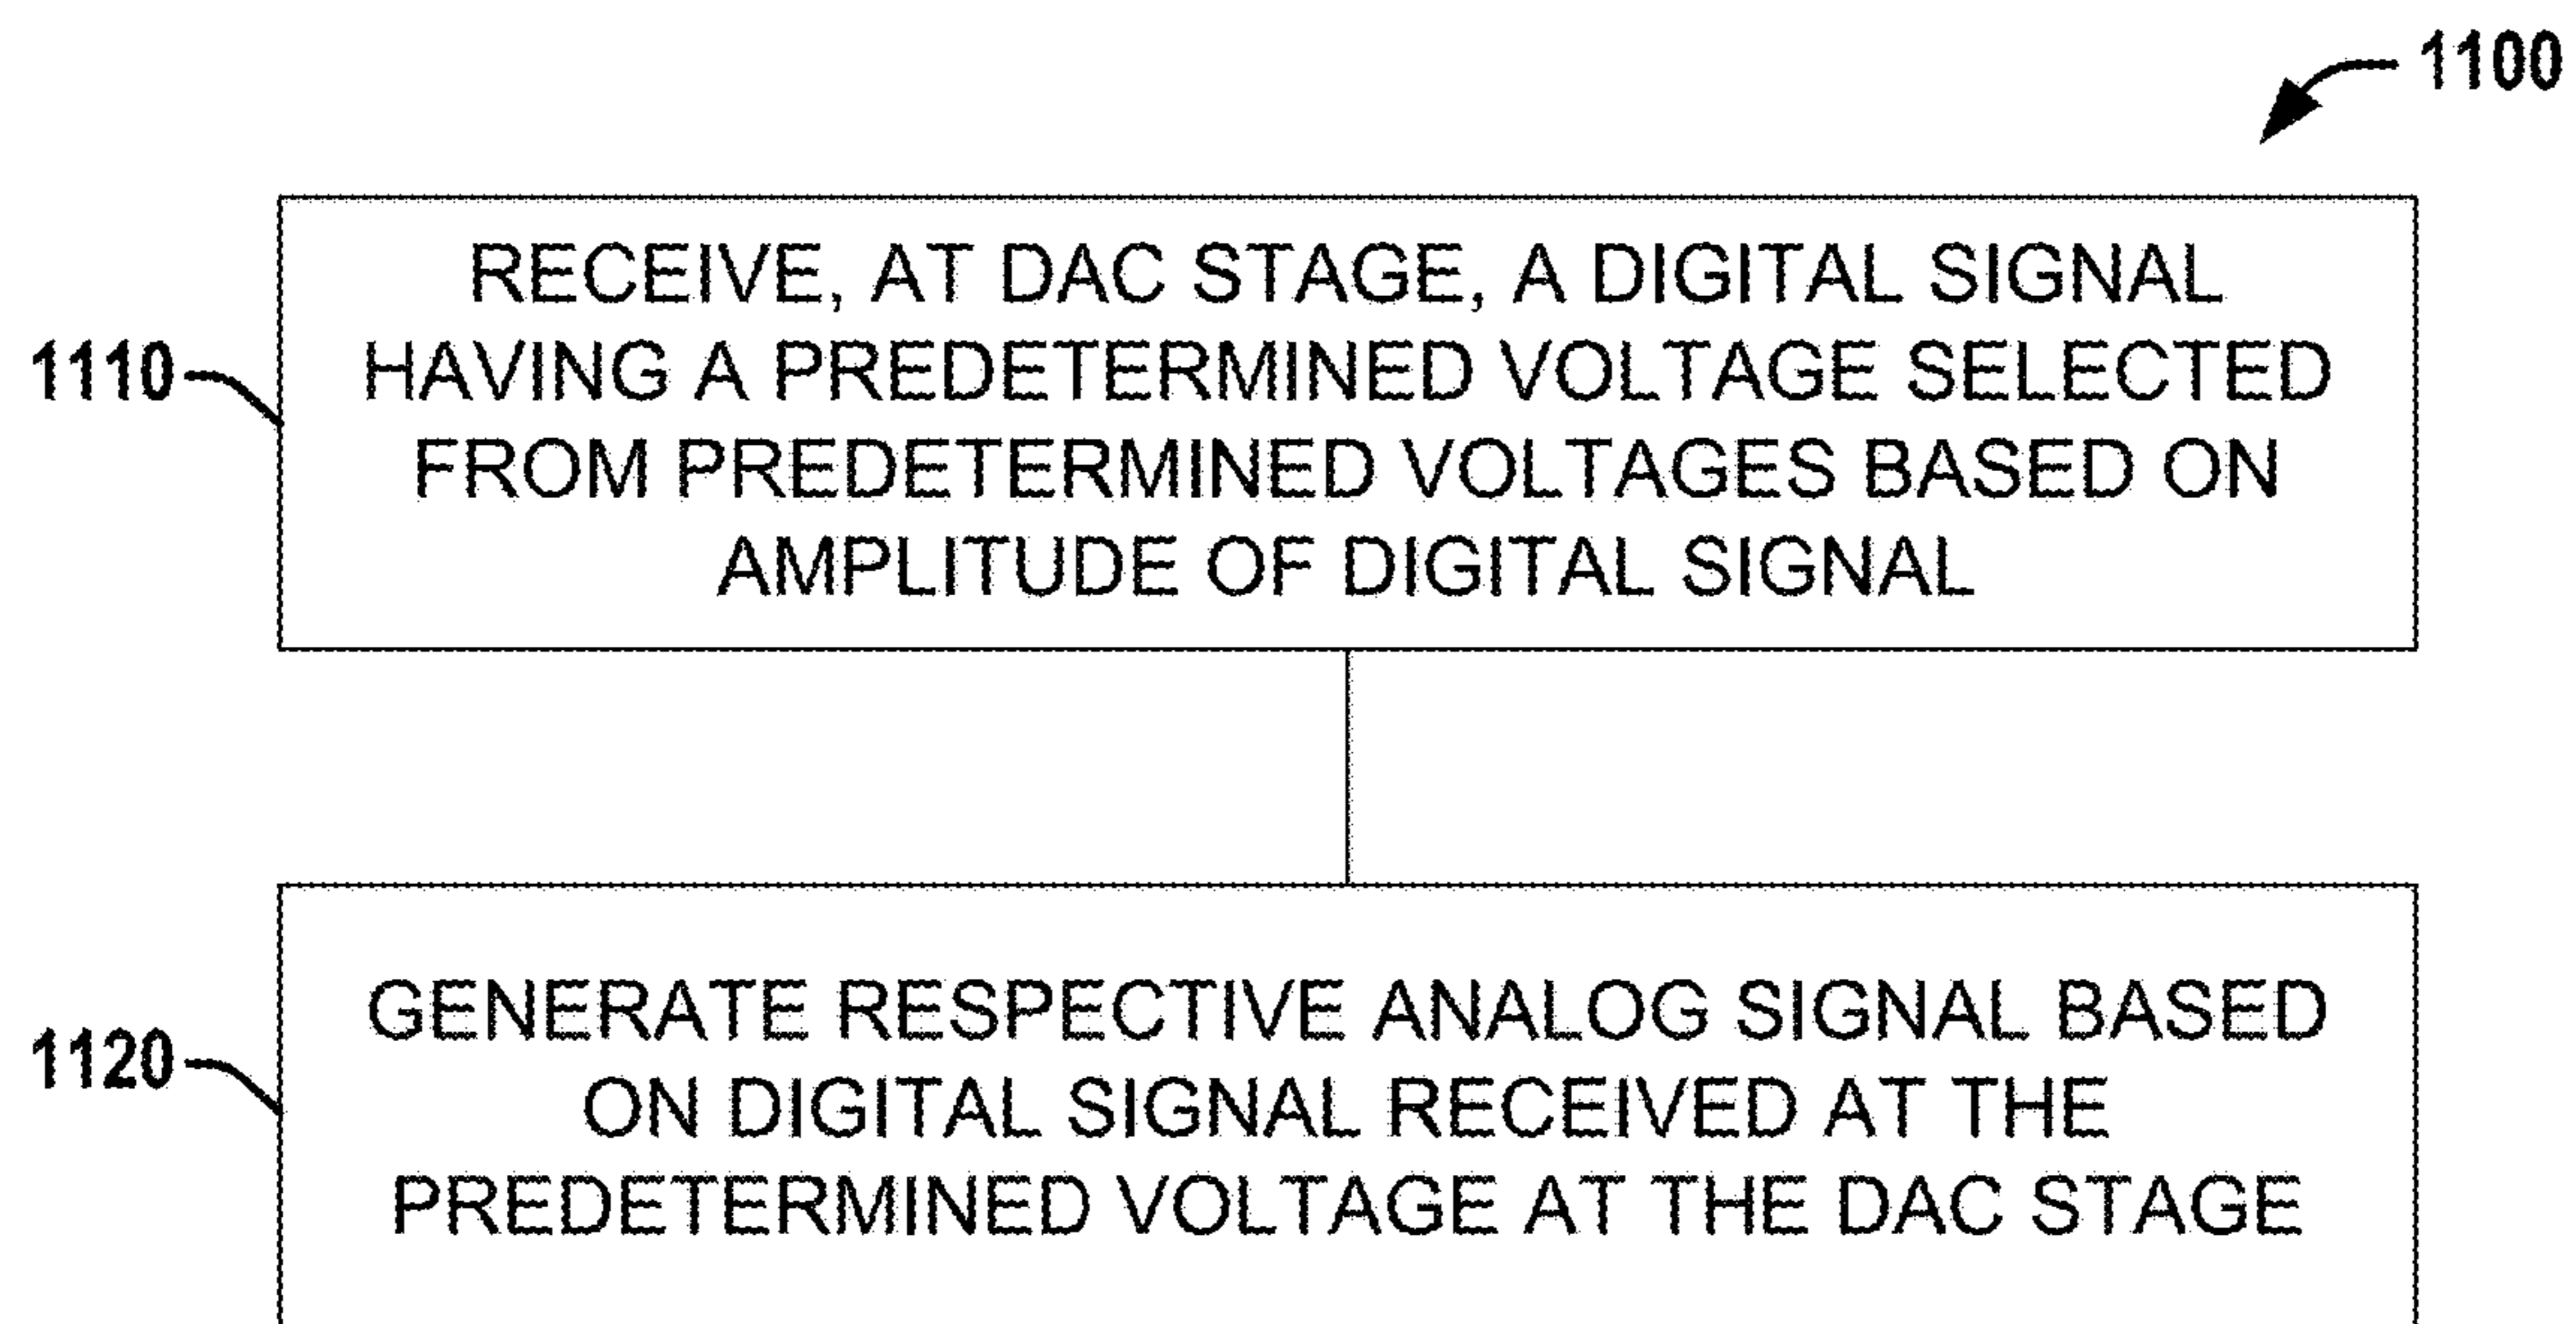 1100
RECEIVE, AT DAC STAGE, A DIGITAL SIGNAL
1110
HAVING A PREDETERMINED VOLTAGE SELECTED
FROM PREDETERMINED VOLTAGES BASED ON
AMPLITUDE OF DIGITAL SIGNAL
GENERATE RESPECTIVE ANALOG SIGNAL BASED
1120
ON DIGITAL SIGNAL RECEIVED AT THE
PREDETERMINED VOLTAGE AT THE DAC STAGE